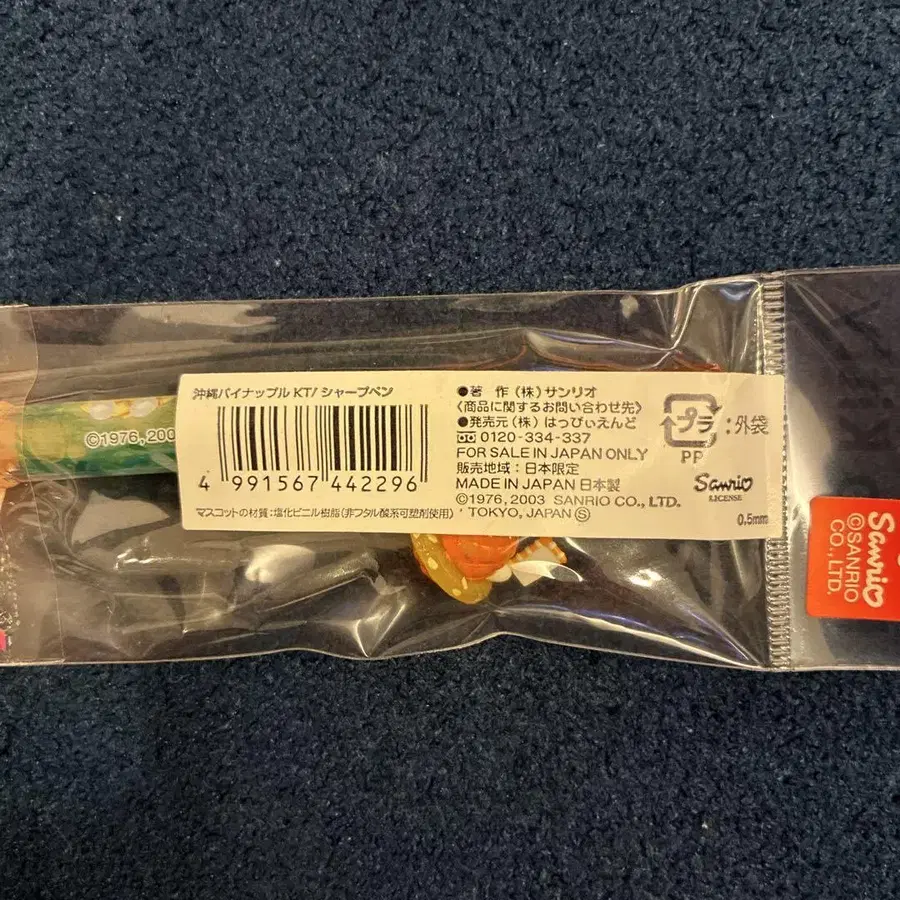 沖縄パイナップル KT/ シャープペン
4 991567 442296
マスコットの材質:塩化ビニル樹脂(非フタル酸系可塑剤使用)
●著 作 (株) サンリオ
〈商品に関するお問い合わせ先〉
●発売元 (株) はっぴぃえんど
0120-334-337
FOR SALE IN JAPAN ONLY
販売地域:日本限定
MADE IN JAPAN 日本製
©1976, 2003 SANRIO CO., LTD.
TOKYO, JAPAN Ⓢ
プラ :外袋
PP
Sanrio
LICENSE
0.5mm
©1976, 200
Sanrio
©SANRIO
CO., LTD.